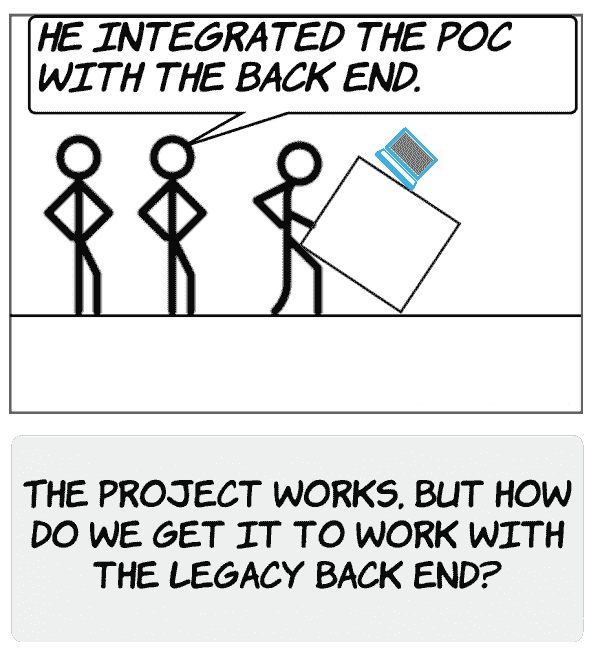 HE INTEGRATED THE POC
WITH THE BACK END.
THE PROJECT WORKS, BUT HOW
DO WE GET IT TO WORK WITH
THE LEGACY BACK END?